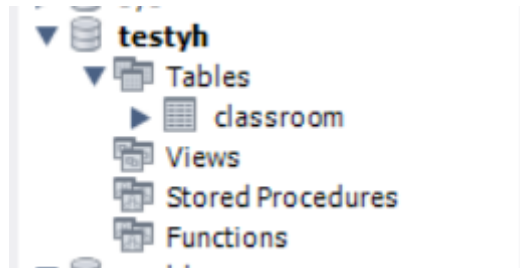 testyh
Tables
classroom
Views
Stored Procedures
Functions